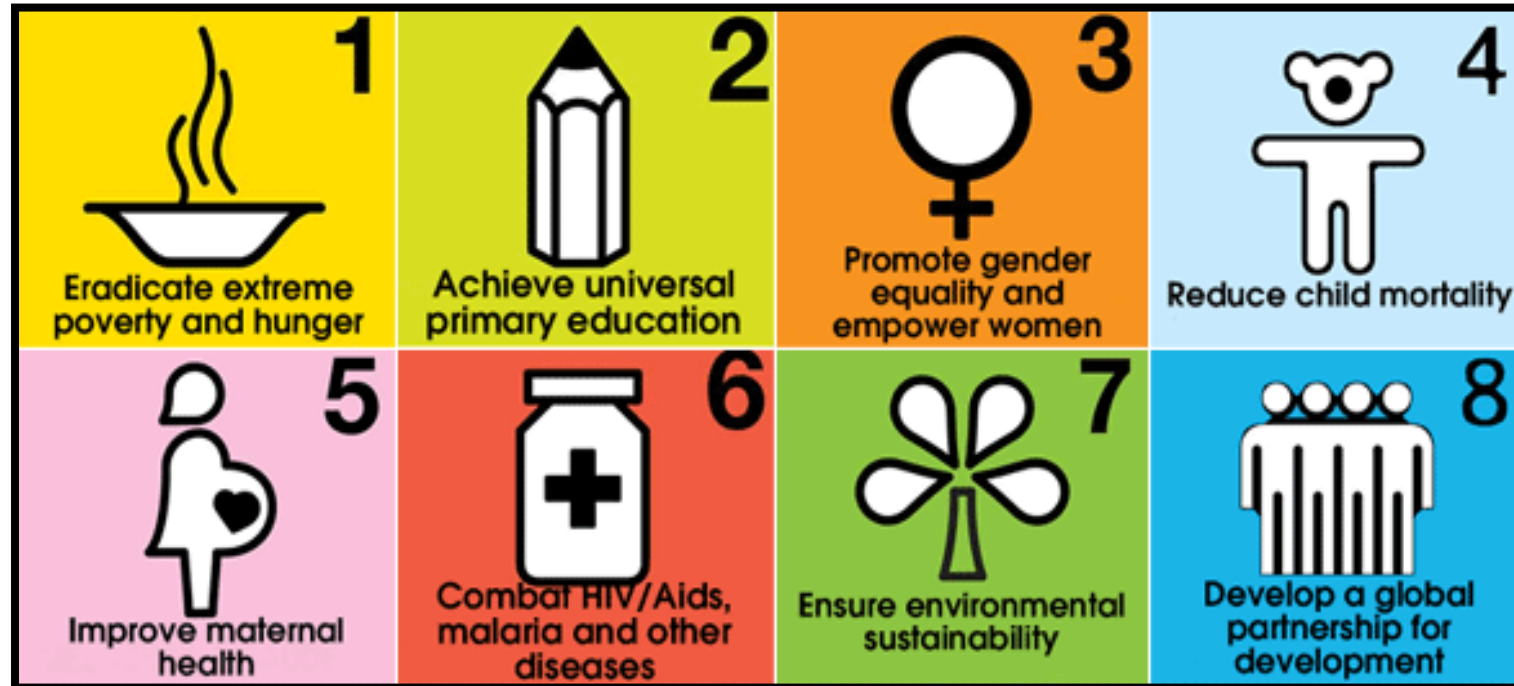 1
Eradicate extreme
poverty and hunger
2
Achieve universal
primary education
3
Promote gender
equality and
empower women
4
Reduce child mortality
5
Improve maternal
health
6
Combat HIV/Aids,
malaria and other
diseases
7
Ensure environmental
sustainability
8
Develop a global
partnership for
development